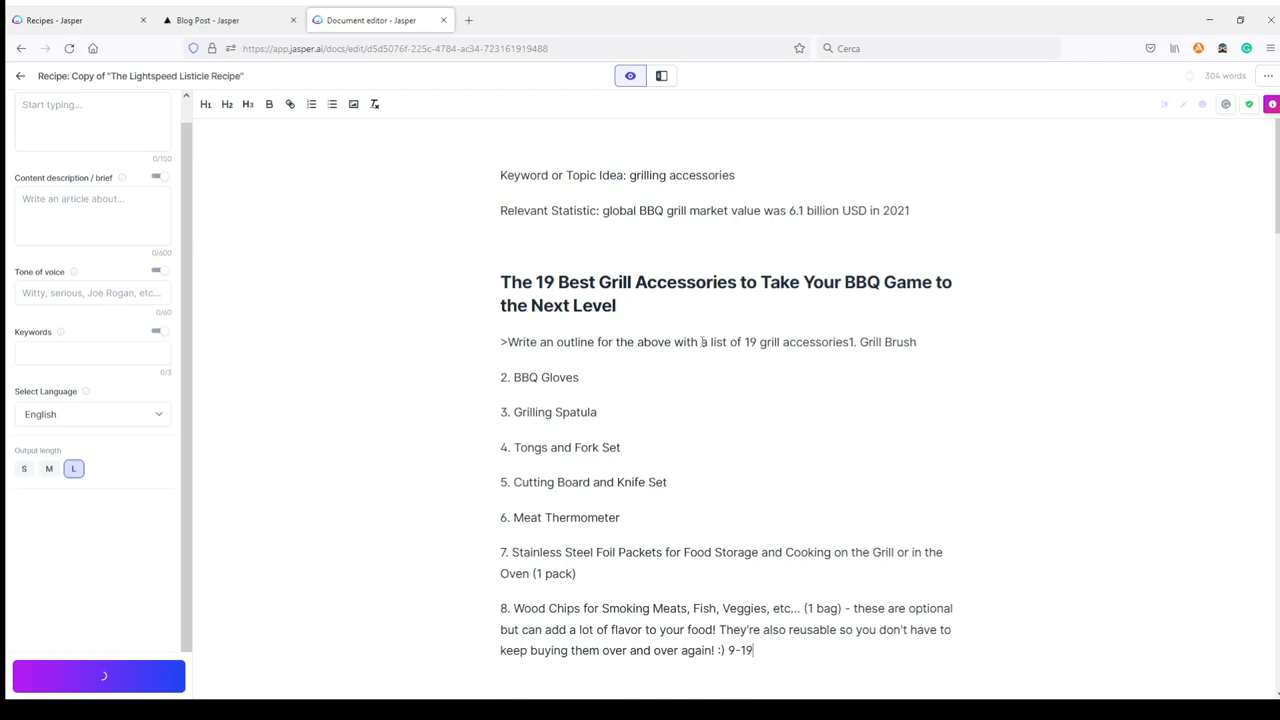 Recipes - Jasper
Blog Post - Jasper
Document editor - Jasper
https://app.jasper.ai/docs/edit/d5d5076f-225c-4784-ac34-723161919488
Cerca
Recipe: Copy of "The Lightspeed Listicle Recipe"
304 words
Start typing...
0/150
Content description / brief
Write an article about...
0/600
Tone of voice
Witty, serious, Joe Rogan, etc...
0/60
Keywords
0/3
Select Language
English
Output length
S M L
H1 H2 H3 B
Keyword or Topic Idea: grilling accessories
Relevant Statistic: global BBQ grill market value was 6.1 billion USD in 2021
The 19 Best Grill Accessories to Take Your BBQ Game to
the Next Level
>Write an outline for the above with a list of 19 grill accessories1. Grill Brush
2. BBQ Gloves
3. Grilling Spatula
4. Tongs and Fork Set
5. Cutting Board and Knife Set
6. Meat Thermometer
7. Stainless Steel Foil Packets for Food Storage and Cooking on the Grill or in the
Oven (1 pack)
8. Wood Chips for Smoking Meats, Fish, Veggies, etc... (1 bag) - these are optional
but can add a lot of flavor to your food! They're also reusable so you don't have to
keep buying them over and over again! :) 9-19